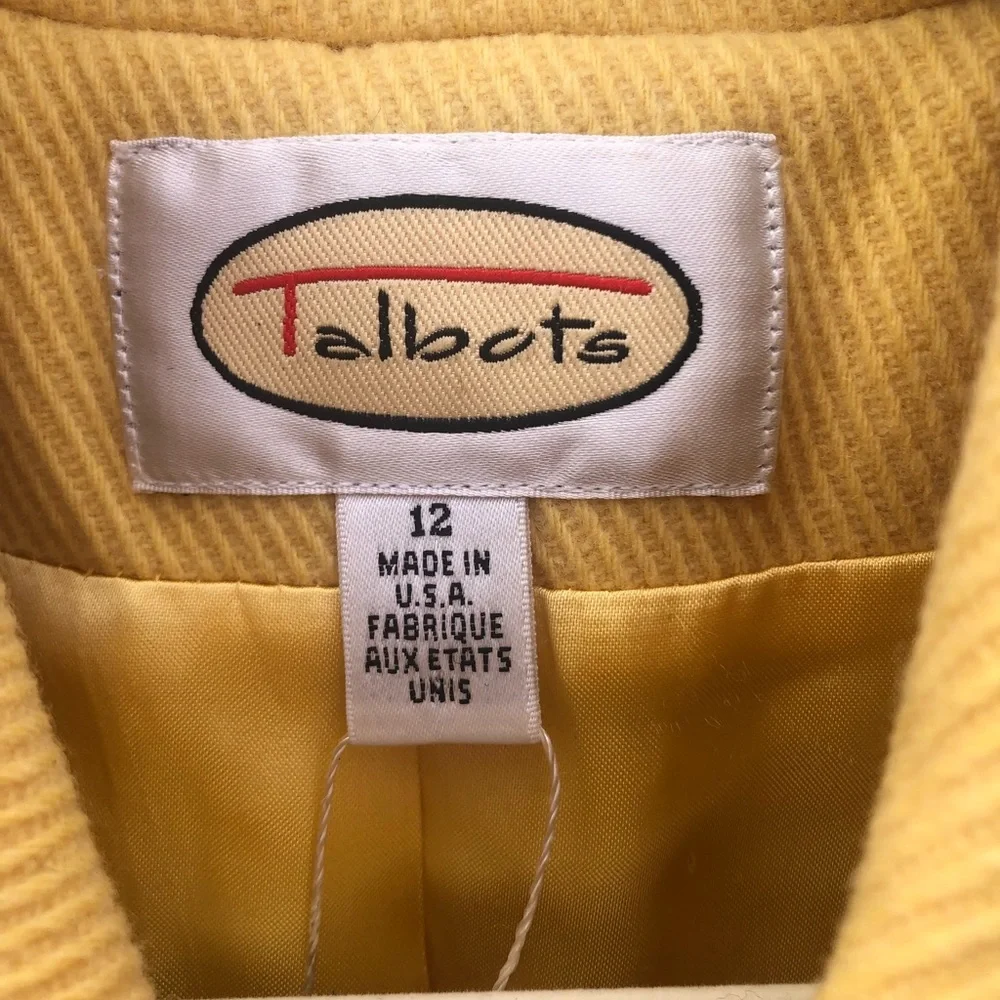 Talbots
12
MADE IN
U.S.A.
FABRIQUE
AUX ETATS
UNIS